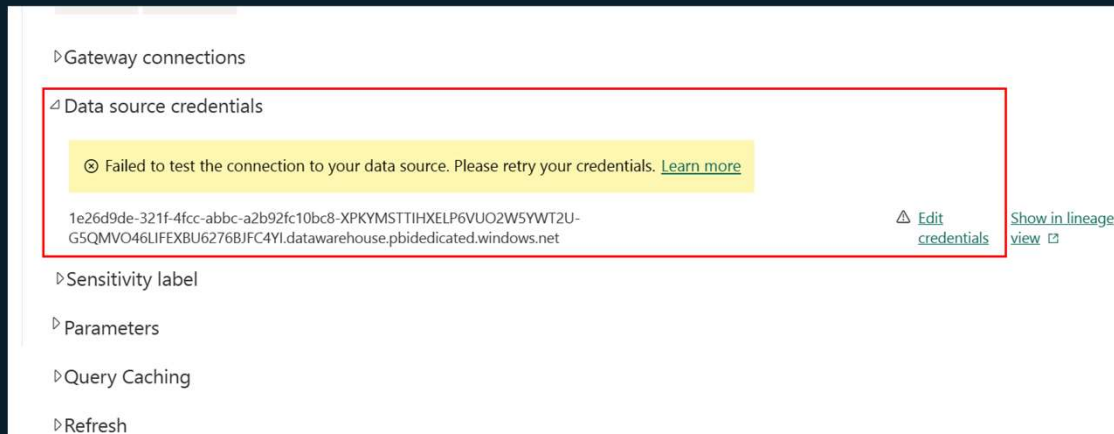 Gateway connections
Data source credentials
Failed to test the connection to your data source. Please retry your credentials. Learn more
1e26d9de-321f-4fcc-abbc-a2b92fc10bc8-XPKYMSTTIHXELP6VUO2W5YWT2U-
G5QMVO46LIFEXBU6276BJFC4YI.datawarehouse.pbidedicated.windows.net
Edit
credentials
Show in lineage
view
Sensitivity label
Parameters
Query Caching
Refresh